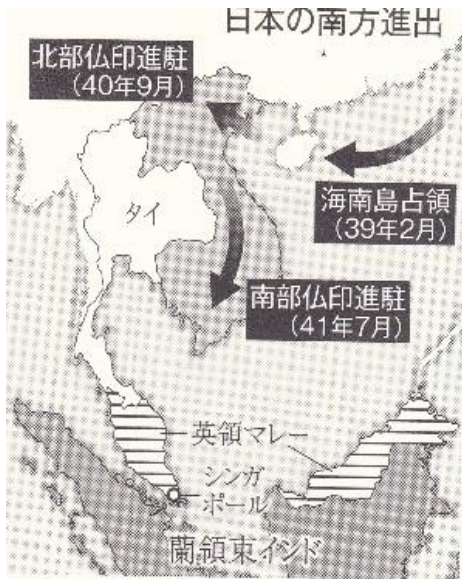 日本の南方進出
北部仏印進駐
(40年9月)
海南島占領
(39年2月)
タイ
南部仏印進駐
(41年7月)
英領マレー
シンガ
ポール
蘭領東インド